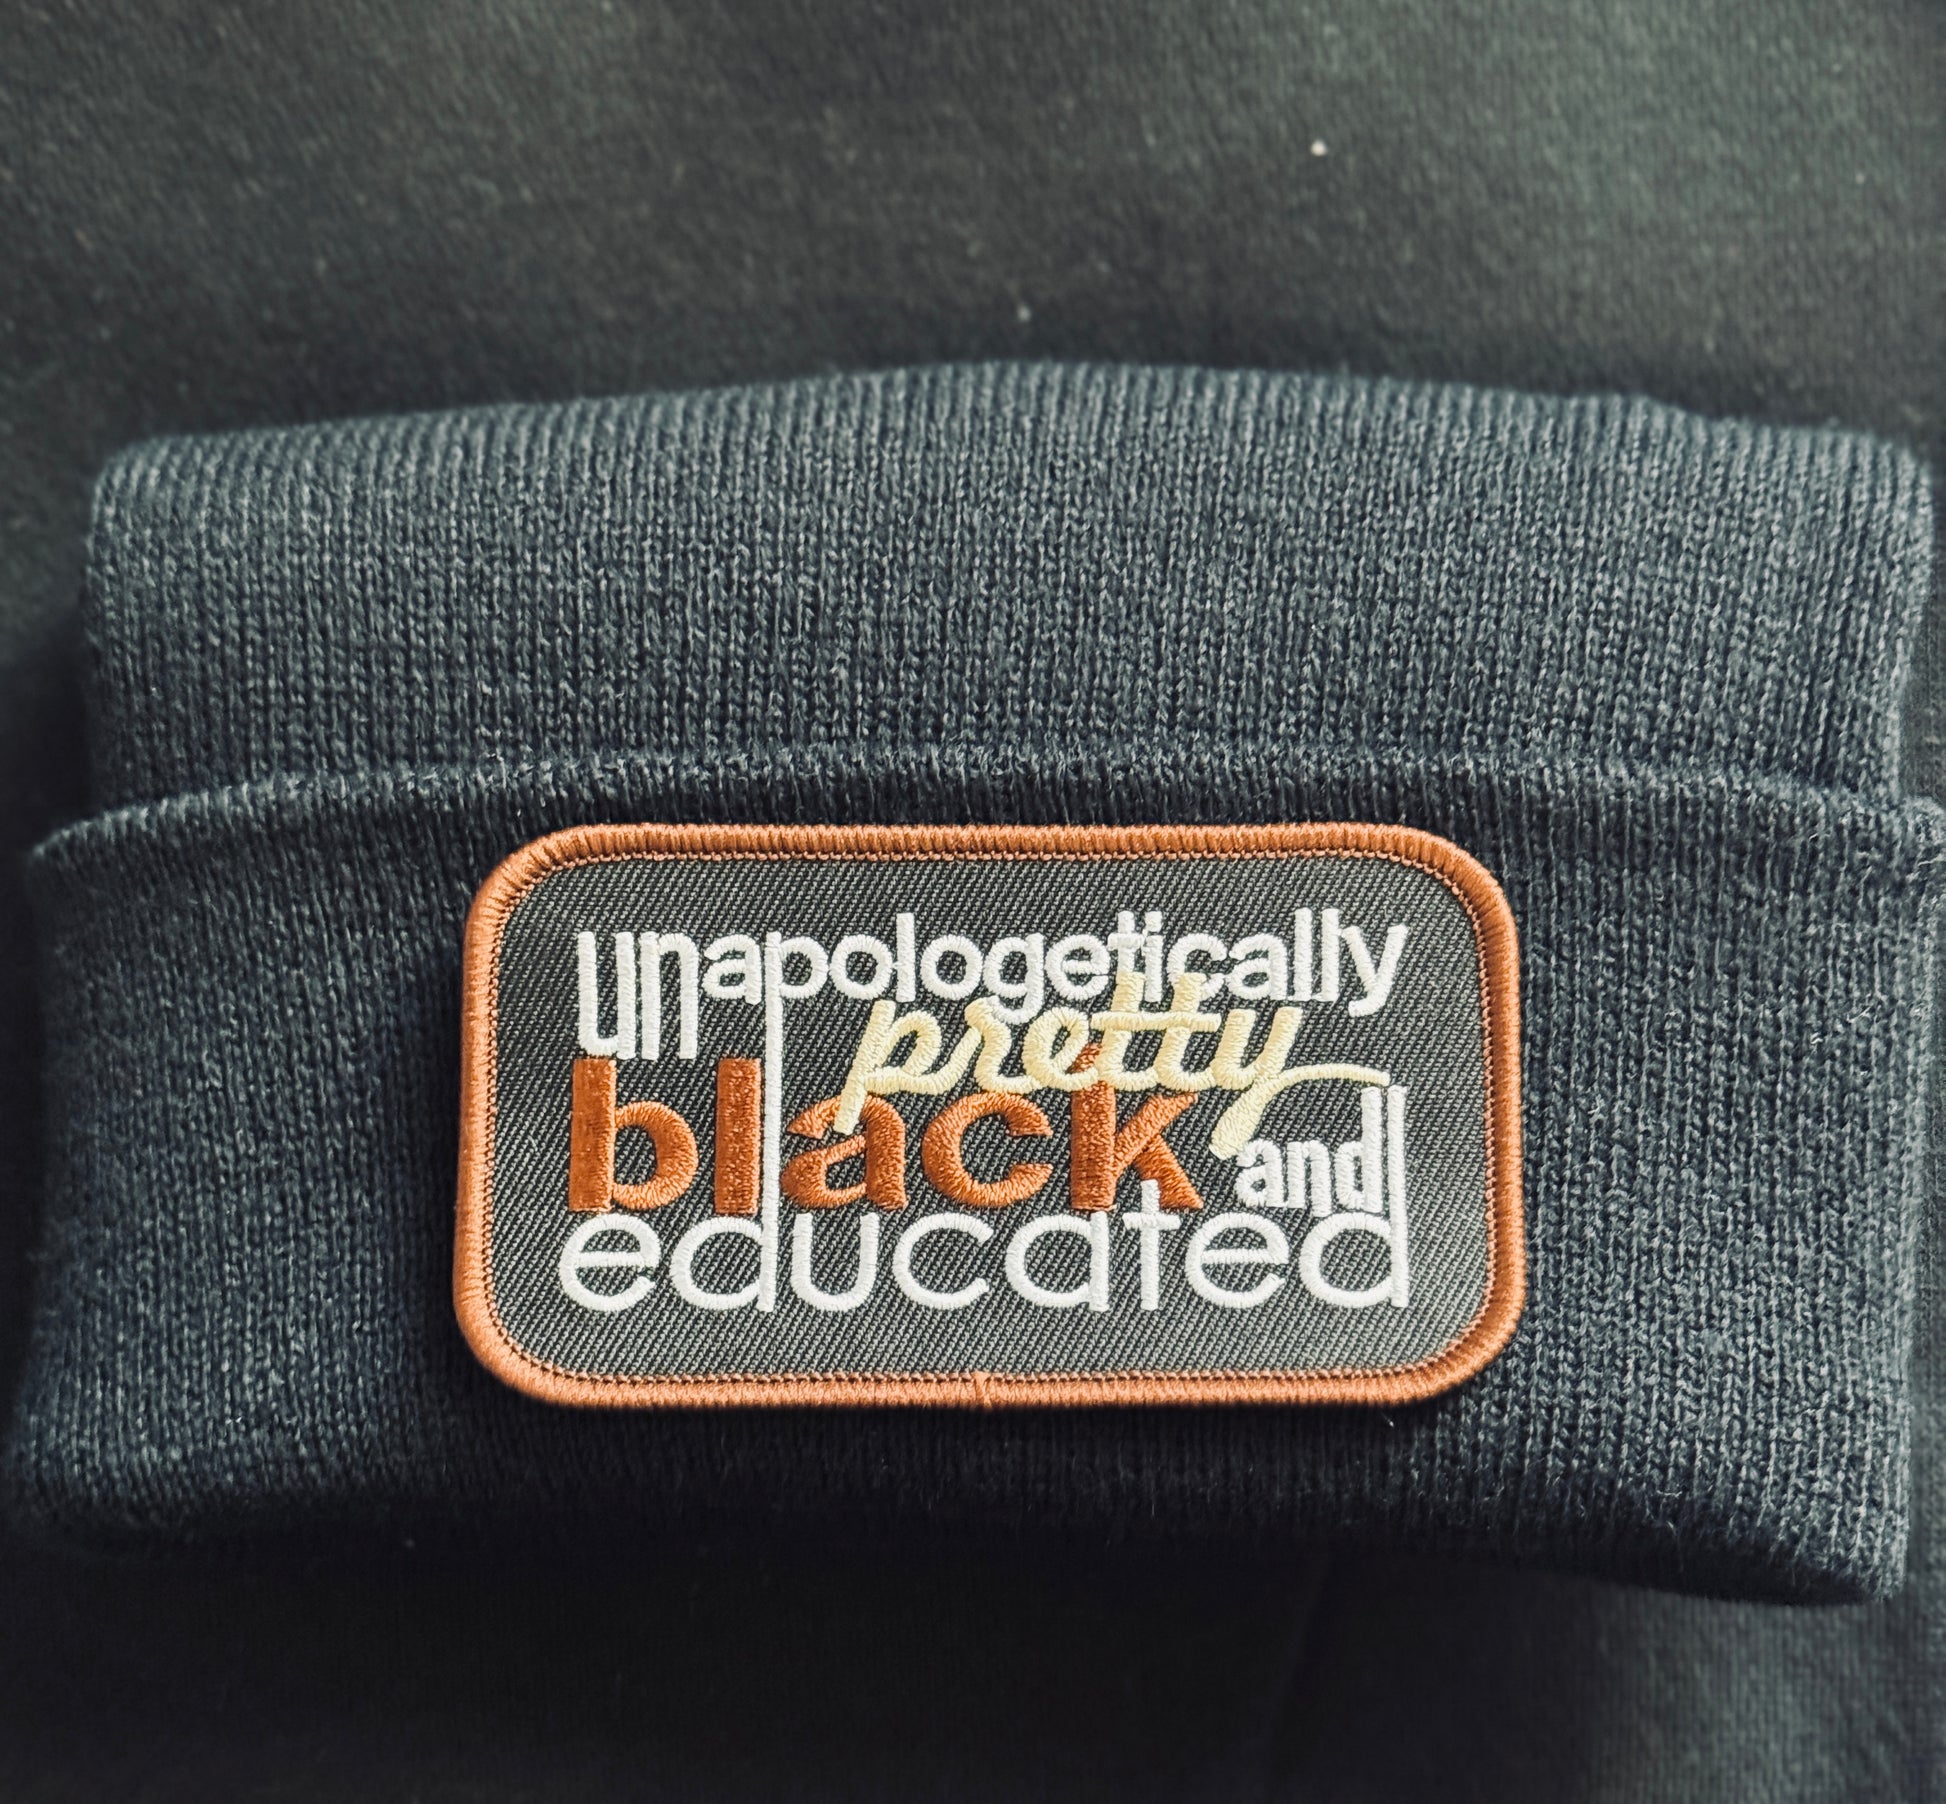 unapologetically
pretty
black and
educated